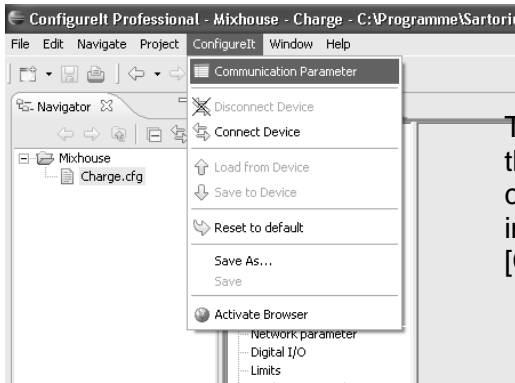 ConfigureIt Professional - Mixhouse - Charge - C:\Programme\Sartori
File Edit Navigate Project ConfigureIt Window Help
Navigator
Mixhouse
Charge.cfg
Communication Parameter
Disconnect Device
Connect Device
Load from Device
Save to Device
Reset to default
Save As...
Save
Activate Browser
Network parameter
Digital I/O
Limits